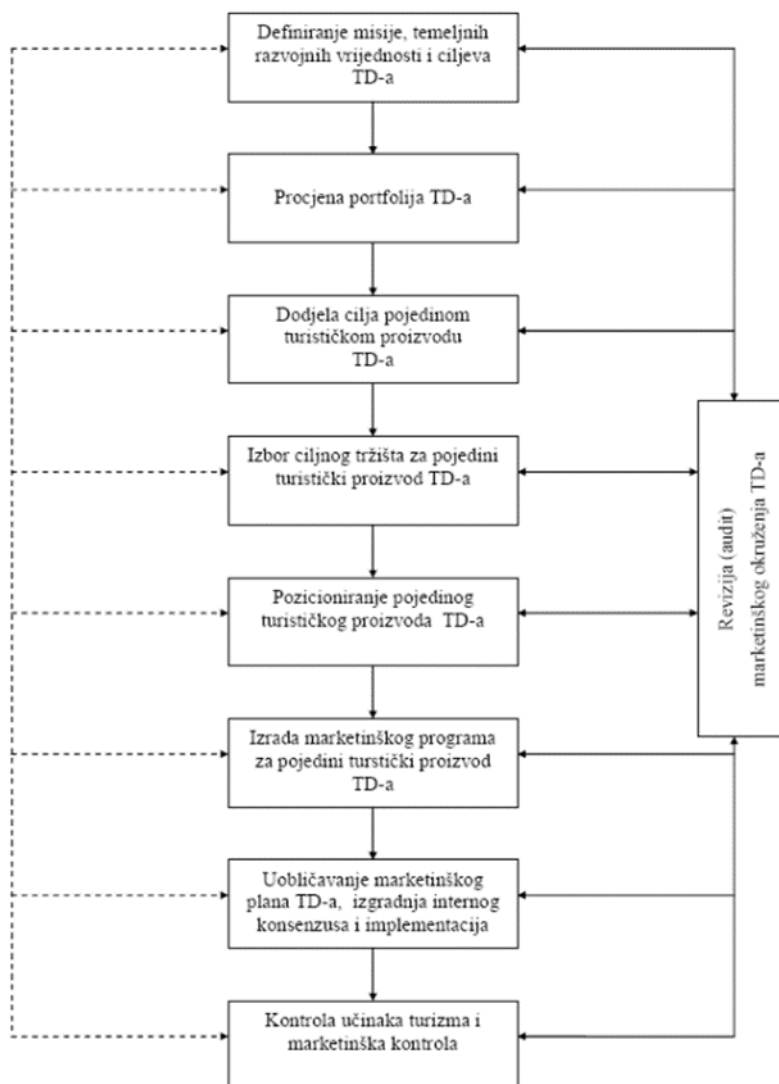 Definiranje misije, temeljnih
razvojnih vrijednosti i ciljeva
TD-a
Procjena portfolija TD-a
Dodjela cilja pojedinom
turističkom proizvodu
TD-a
Izbor ciljnog tržišta za pojedini
turistički proizvod TD-a
Pozicioniranje pojedinog
turističkog proizvoda TD-a
Izrada marketinškog programa
za pojedini turstički proizvod
TD-a
Uobličavanje marketinškog
plana TD-a, izgradnja internog
konsenzusa i implementacija
Kontrola učinaka turizma i
marketinška kontrola
Revizija (audit)
marketinškog okruženja TD-a